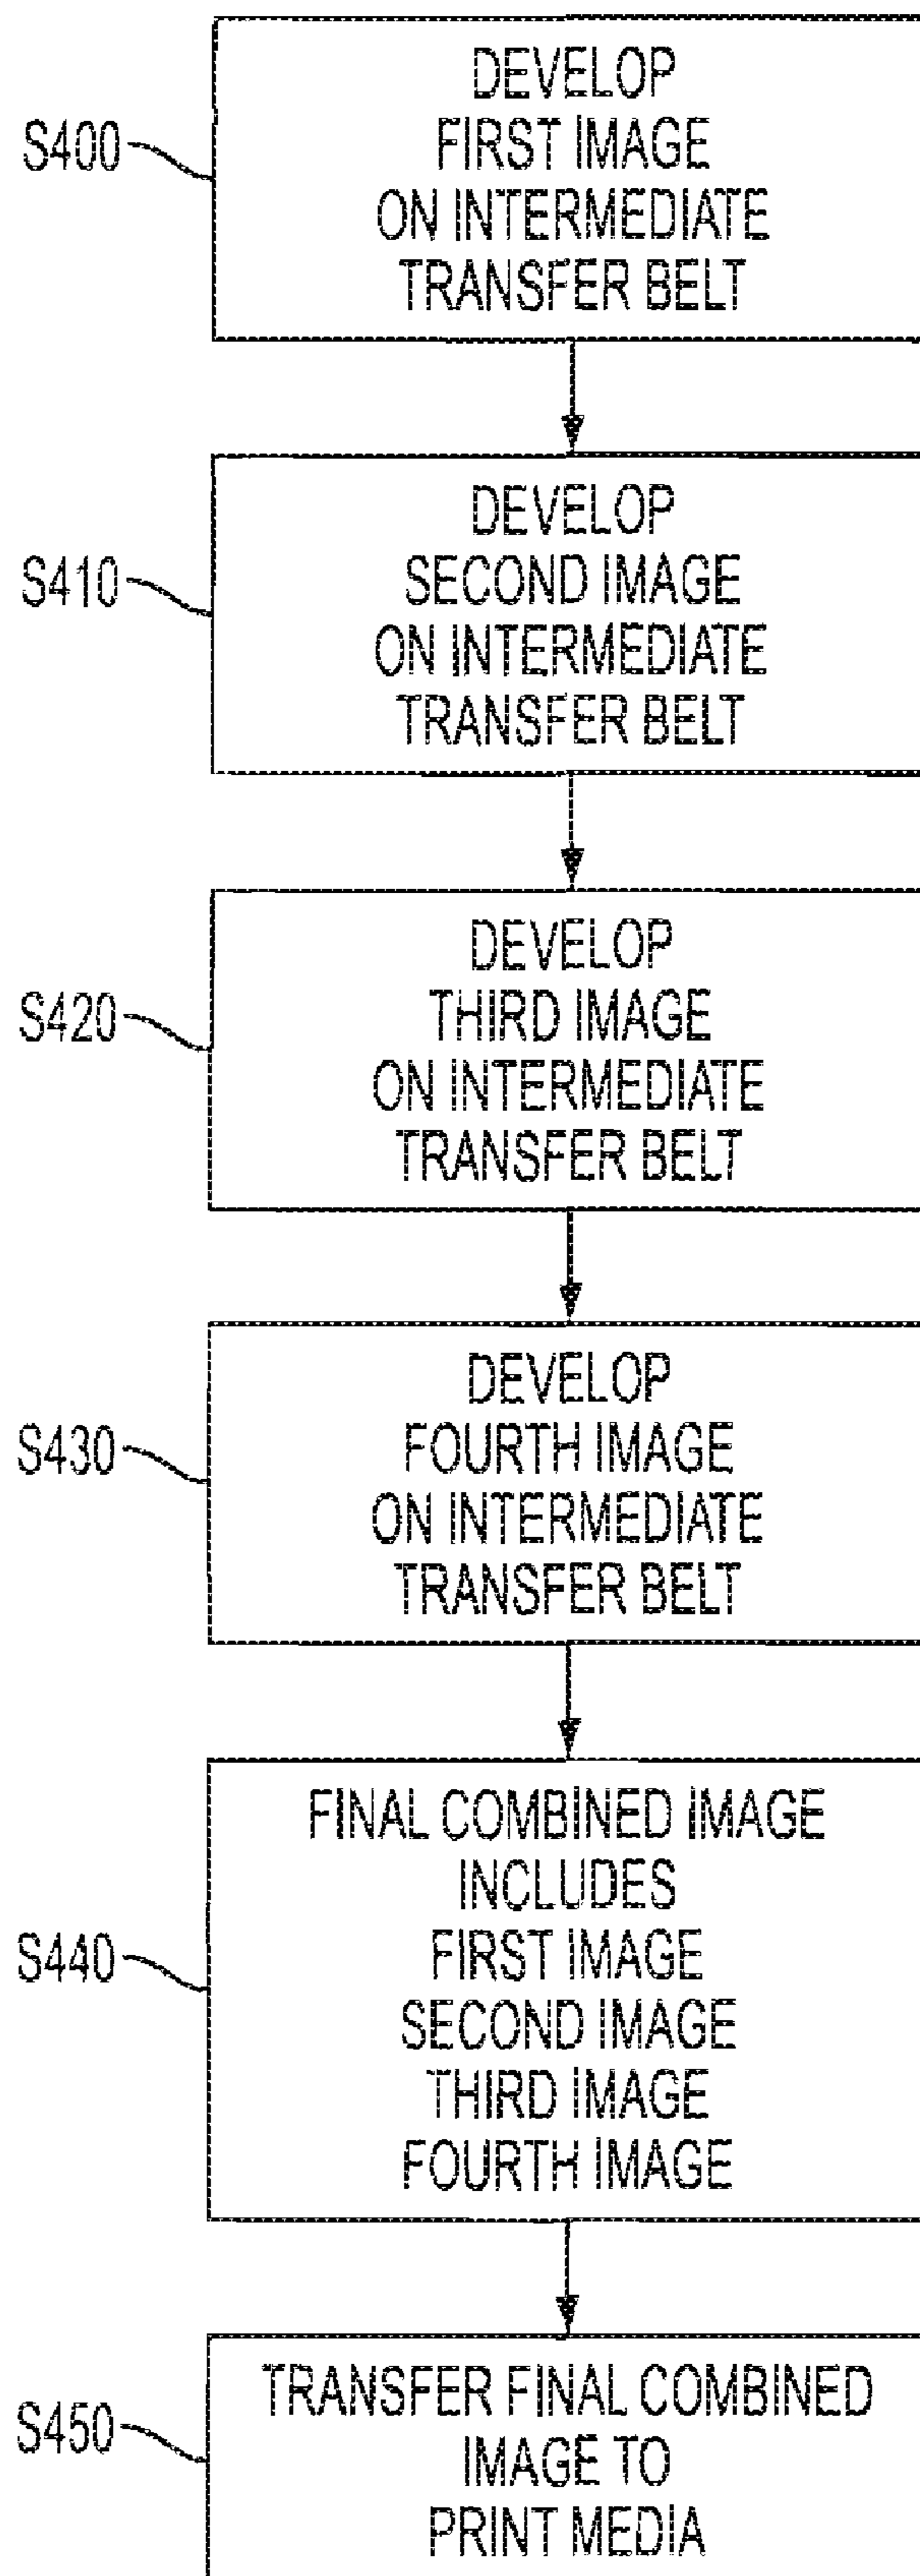 S400
DEVELOP
FIRST IMAGE
ON INTERMEDIATE
TRANSFER BELT
S410
DEVELOP
SECOND IMAGE
ON INTERMEDIATE
TRANSFER BELT
S420
DEVELOP
THIRD IMAGE
ON INTERMEDIATE
TRANSFER BELT
S430
DEVELOP
FOURTH IMAGE
ON INTERMEDIATE
TRANSFER BELT
S440
FINAL COMBINED IMAGE
INCLUDES
FIRST IMAGE
SECOND IMAGE
THIRD IMAGE
FOURTH IMAGE
S450
TRANSFER FINAL COMBINED
IMAGE TO
PRINT MEDIA